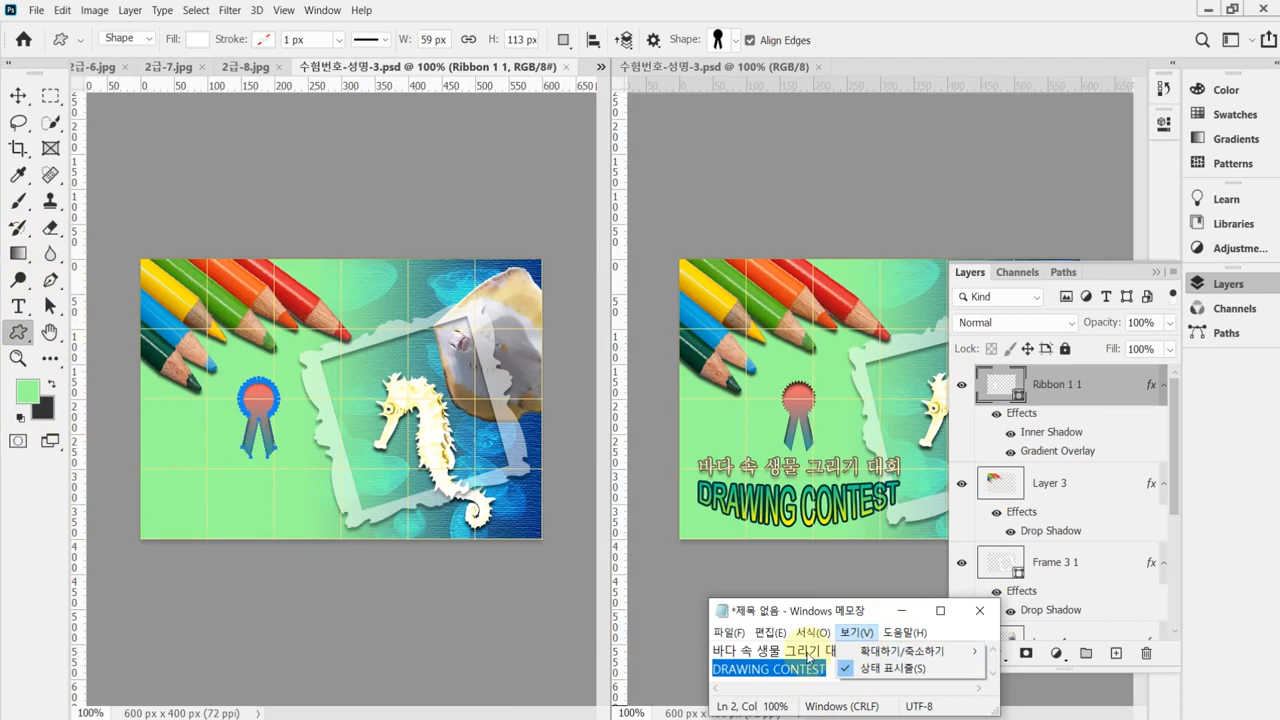 Ps File Edit Image Layer Type Select Filter 3D View Window Help
Shape Fill: Stroke: 1 px W: 59 px H: 113 px Shape: Align Edges
2급-6.jpg × 2급-7.jpg × 2급-8.jpg × 수험번호-성명-3.psd @ 100% (Ribbon 1 1, RGB/8#) × 수험번호-성명-3.psd @ 100% (RGB/8) ×
Color
Swatches
Gradients
Patterns
Learn
Libraries
Adjustme...
Layers
Channels
Paths
Layers Channels Paths
Kind
Normal Opacity: 100%
Lock: Fill: 100%
Ribbon 1 1 fx
Effects
Inner Shadow
Gradient Overlay
Layer 3 fx
Effects
Drop Shadow
Frame 3 1 fx
Effects
Drop Shadow
바다 속 생물 그리기 대회
DRAWING CONTEST
*제목 없음 - Windows 메모장
파일(F) 편집(E) 서식(O) 보기(V) 도움말(H)
바다 속 생물 그리기 대
DRAWING CONTEST
확대하기/축소하기
상태 표시줄(S)
Ln 2, Col 100% Windows (CRLF) UTF-8
100% 600 px x 400 px (72 ppi)
100%